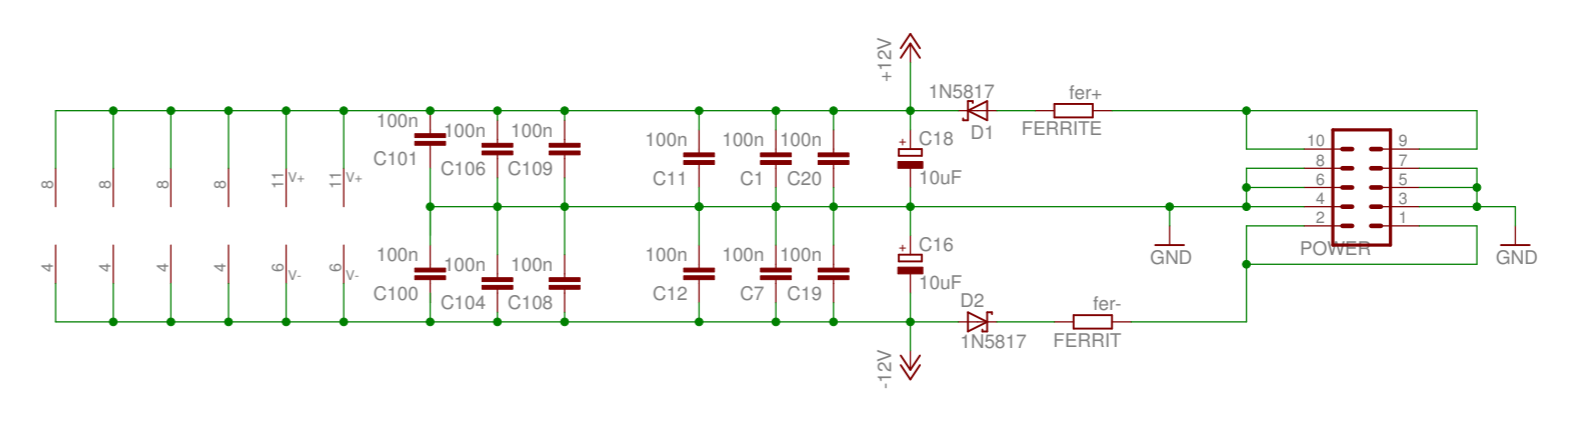 +12V
1N5817
D1
fer+
FERRITE
100n
C101
100n
C106
100n
C109
100n
C11
100n
C1
100n
C20
+
C18
10uF
8
8
8
8
11
V+
11
V+
10
9
8
7
6
5
4
3
2
1
POWER
GND
GND
4
4
4
4
6
V-
6
V-
100n
C100
100n
C104
100n
C108
100n
C12
100n
C7
100n
C19
+
C16
10uF
D2
1N5817
fer-
FERRIT
-12V